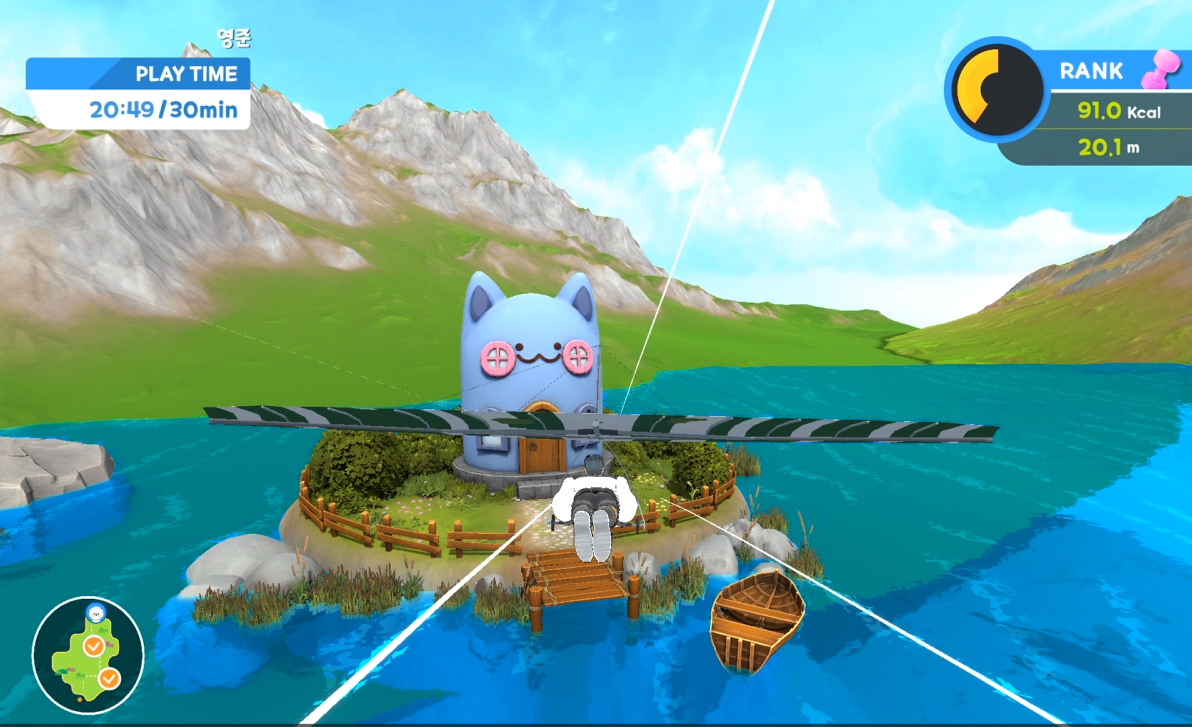 영준
PLAY TIME
20:49/30min
RANK
91.0 Kcal
20.1 m